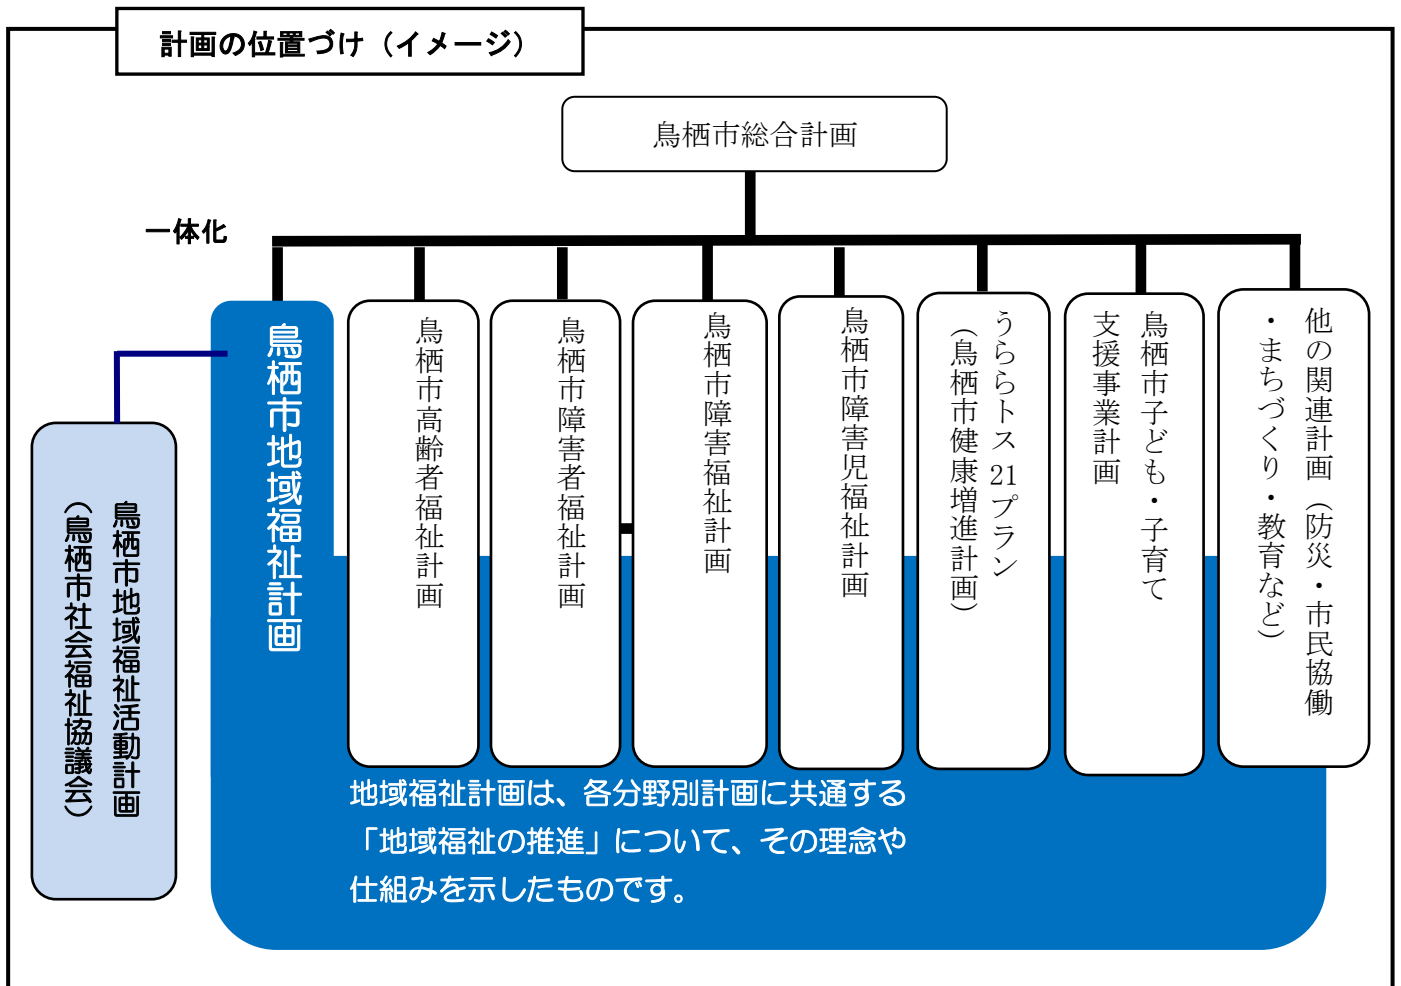 計画の位置づけ（イメージ）
鳥栖市総合計画
一体化
鳥栖市地域福祉計画
鳥栖市高齢者福祉計画
鳥栖市障害者福祉計画
鳥栖市障害福祉計画
鳥栖市障害児福祉計画
うららトス21プラン
（鳥栖市健康増進計画）
鳥栖市子ども・子育て
支援事業計画
他の関連計画（防災・市民協働
・まちづくり・教育など）
鳥栖市地域福祉活動計画
（鳥栖市社会福祉協議会）
地域福祉計画は、各分野別計画に共通する
「地域福祉の推進」について、その理念や
仕組みを示したものです。